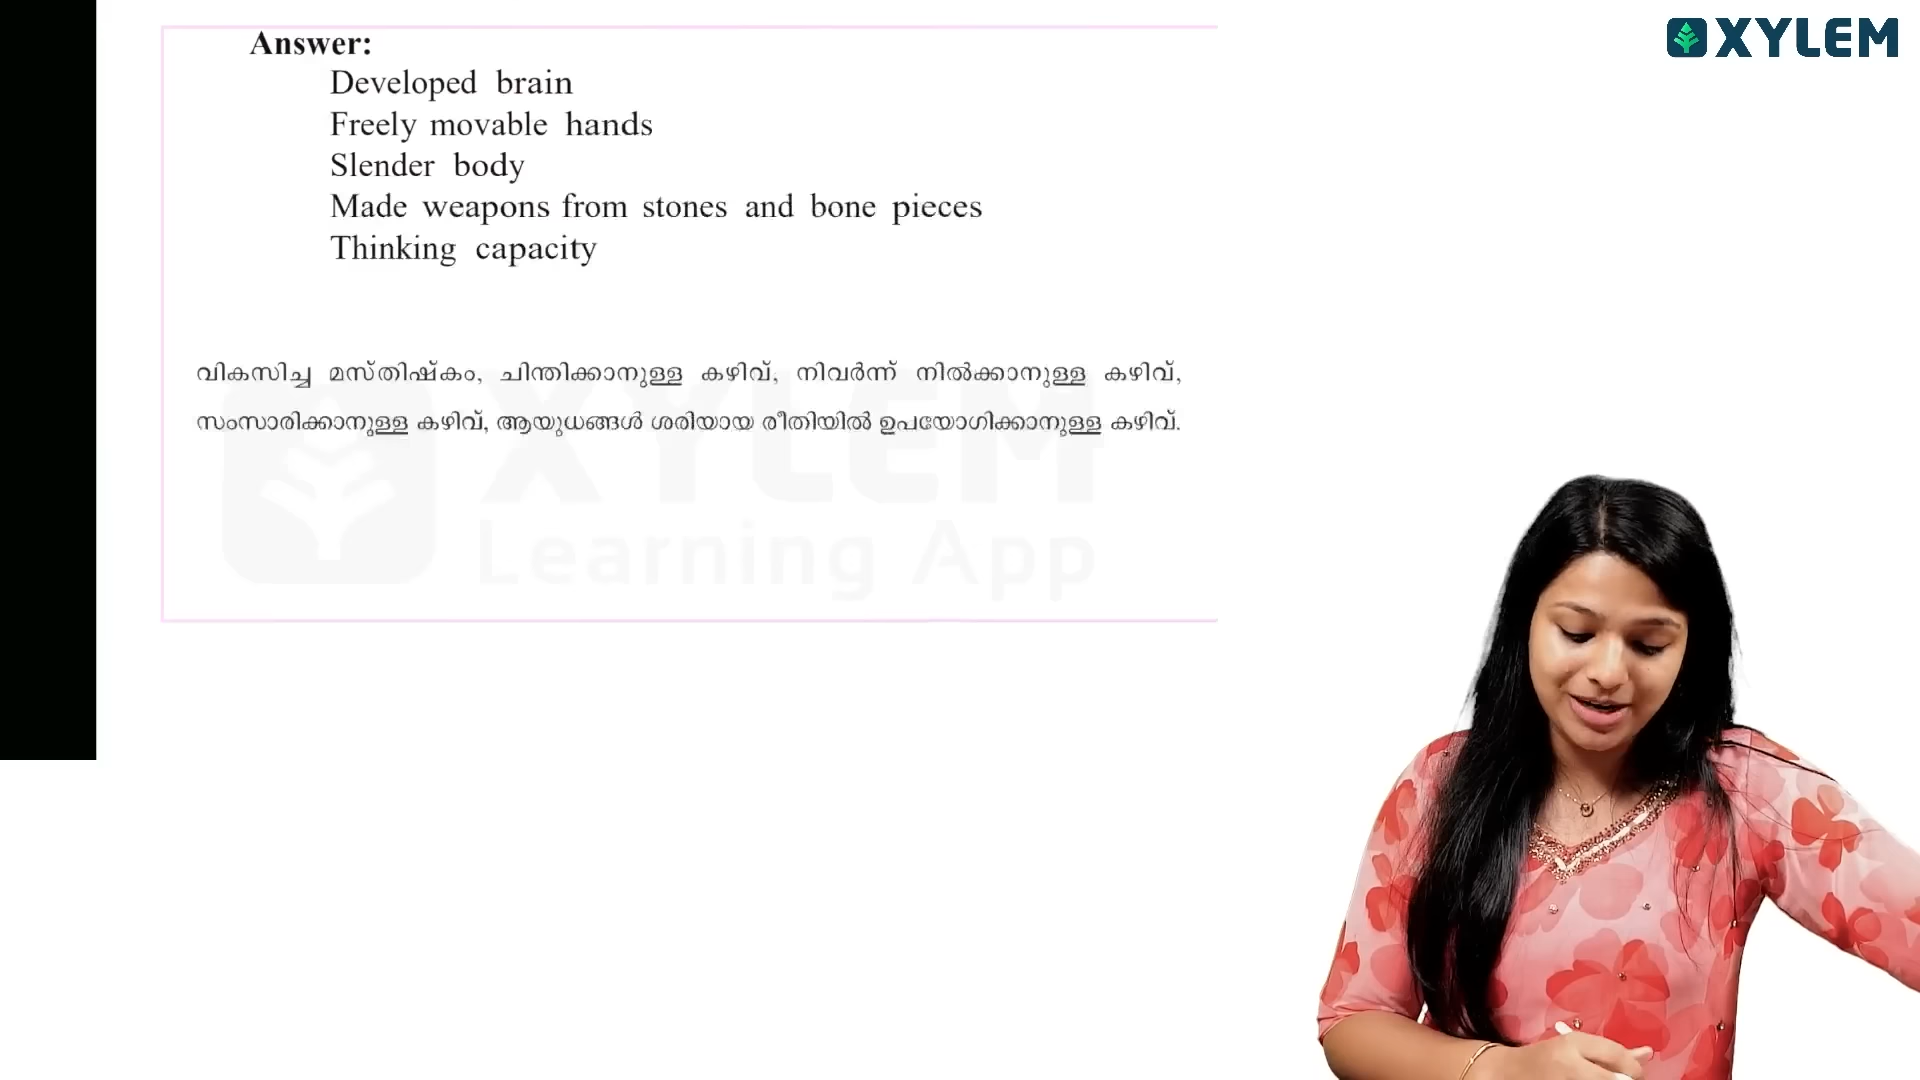 XYLEM
Answer:
Developed brain
Freely movable hands
Slender body
Made weapons from stones and bone pieces
Thinking capacity
വികസിച്ച മസ്തിഷ്കം, ചിന്തിക്കാനുള്ള കഴിവ്, നിവർന്ന് നിൽക്കാനുള്ള കഴിവ്,
സംസാരിക്കാനുള്ള കഴിവ്, ആയുധങ്ങൾ ശരിയായ രീതിയിൽ ഉപയോഗിക്കാനുള്ള കഴിവ്.
XYLEM
Learning App